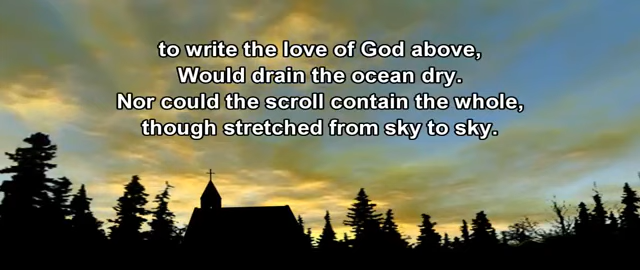 to write the love of God above,
Would drain the ocean dry.
Nor could the scroll contain the whole,
though stretched from sky to sky.